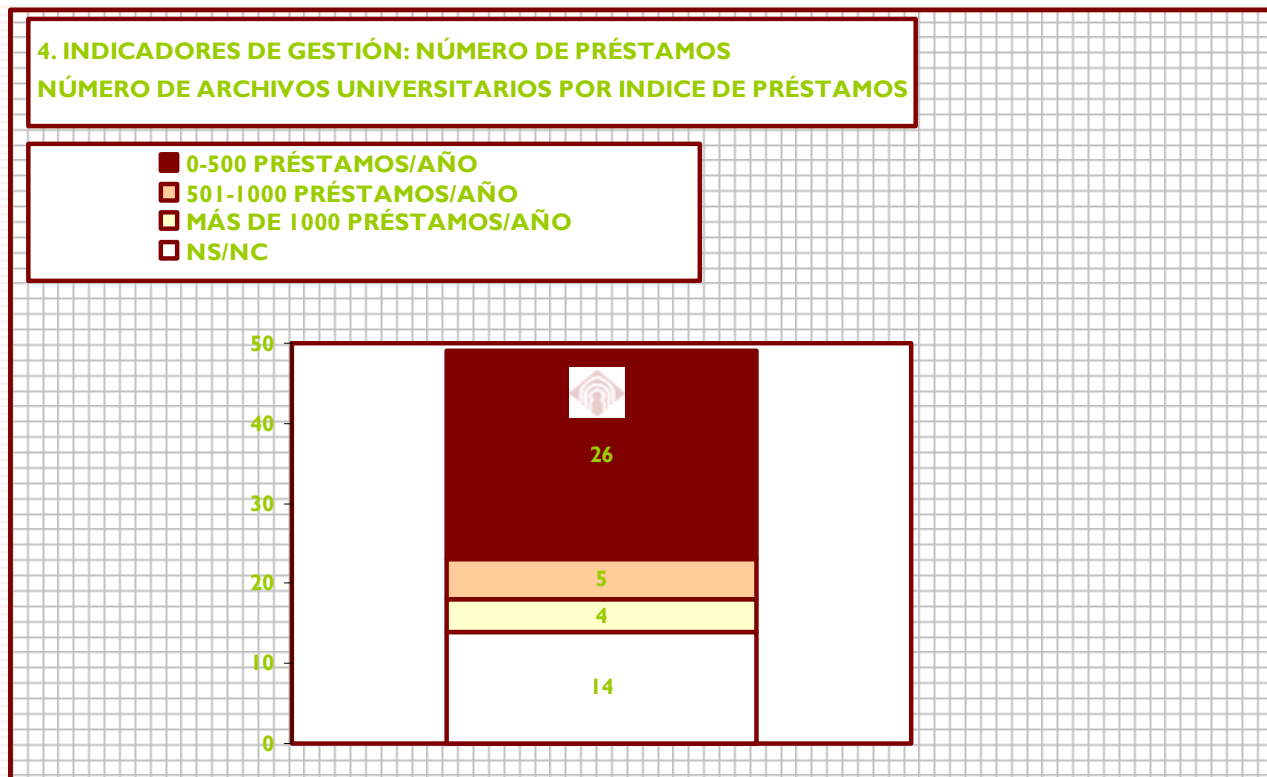 4. INDICADORES DE GESTIÓN: NÚMERO DE PRÉSTAMOS
NÚMERO DE ARCHIVOS UNIVERSITARIOS POR INDICE DE PRÉSTAMOS
0-500 PRÉSTAMOS/AÑO
501-1000 PRÉSTAMOS/AÑO
MÁS DE 1000 PRÉSTAMOS/AÑO
NS/NC
50
40
26
30
20
5
4
10
14
0